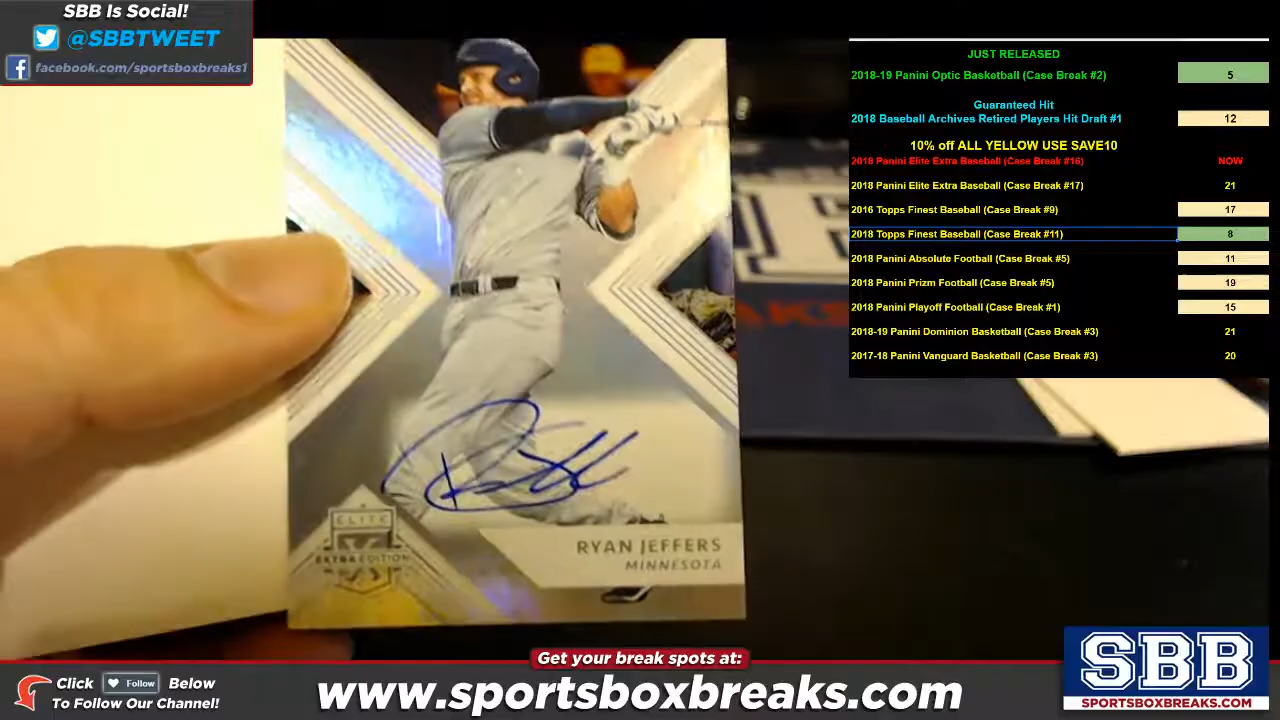 SBB Is Social!
@SBBTWEET
facebook.com/sportsboxbreaks1
JUST RELEASED
2018-19 Panini Optic Basketball (Case Break #2) 5
Guaranteed Hit
2018 Baseball Archives Retired Players Hit Draft #1 12
10% off ALL YELLOW USE SAVE10
2018 Panini Elite Extra Baseball (Case Break #16) NOW
2018 Panini Elite Extra Baseball (Case Break #17) 21
2016 Topps Finest Baseball (Case Break #9) 17
2018 Topps Finest Baseball (Case Break #11) 8
2018 Panini Absolute Football (Case Break #5) 11
2018 Panini Prizm Football (Case Break #5) 19
2018 Panini Playoff Football (Case Break #1) 15
2018-19 Panini Dominion Basketball (Case Break #3) 21
2017-18 Panini Vanguard Basketball (Case Break #3) 20
ELITE
EXTRA EDITION
RYAN JEFFERS
MINNESOTA
Get your break spots at:
www.sportsboxbreaks.com
Click Follow Below
To Follow Our Channel!
SBB
SPORTSBOXBREAKS.COM